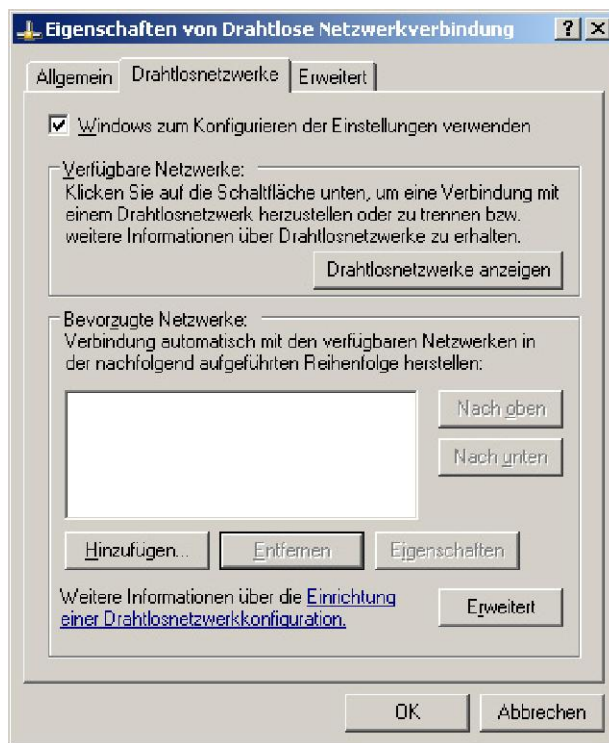 Eigenschaften von Drahtlose Netzwerkverbindung
Allgemein Drahtlosnetzwerke Erweitert
Windows zum Konfigurieren der Einstellungen verwenden
Verfügbare Netzwerke:
Klicken Sie auf die Schaltfläche unten, um eine Verbindung mit
einem Drahtlosnetzwerk herzustellen oder zu trennen bzw.
weitere Informationen über Drahtlosnetzwerke zu erhalten.
Drahtlosnetzwerke anzeigen
Bevorzugte Netzwerke:
Verbindung automatisch mit den verfügbaren Netzwerken in
der nachfolgend aufgeführten Reihenfolge herstellen:
Nach oben
Nach unten
Hinzufügen... Entfernen Eigenschaften
Weitere Informationen über die Einrichtung
einer Drahtlosnetzwerkkonfiguration.
Erweitert
OK Abbrechen